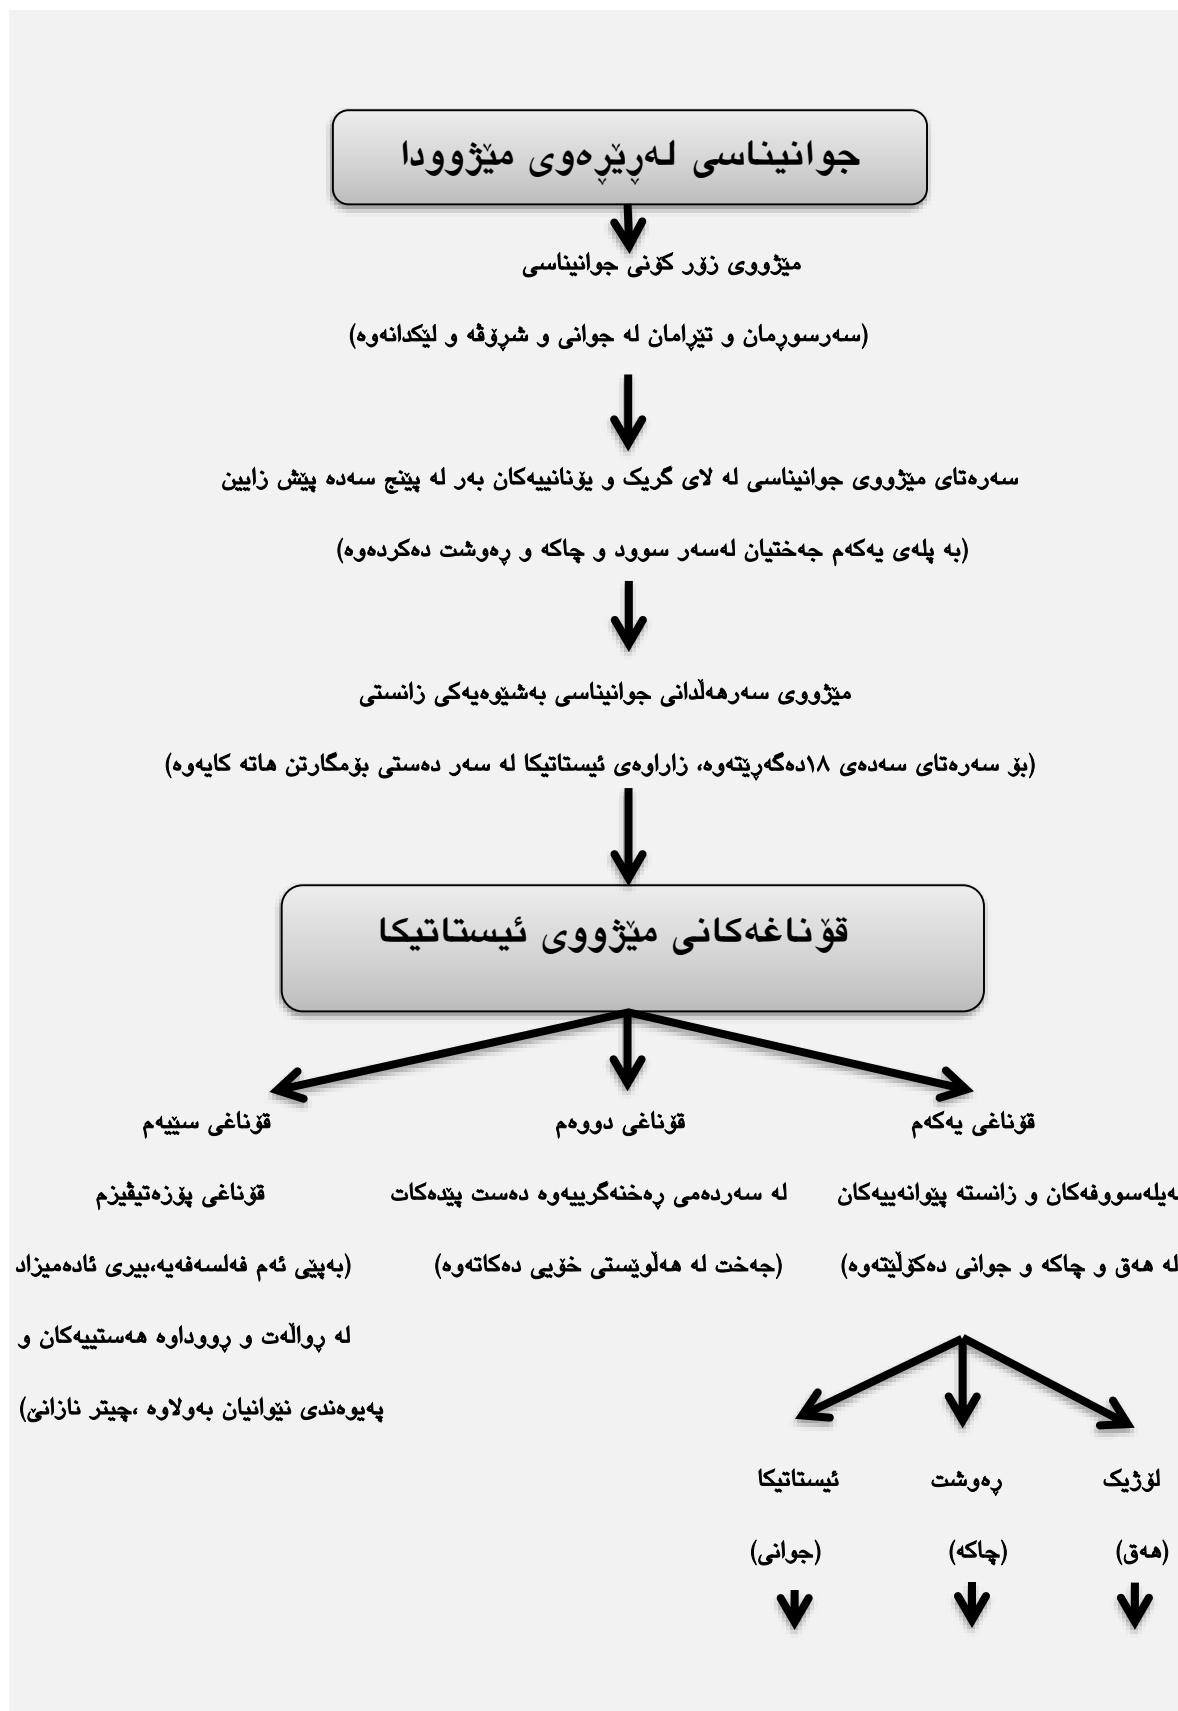 جوانیناسی لەڕێڕەوی مێژوودا
مێژووی زۆر کۆنی جوانیناسی
(سەرسوڕمان و تێڕامان لە جوانی و شڕۆڤە و لێکدانەوە)
سەرەتای مێژووی جوانیناسی لە لای گریک و یۆنانییەکان بەر لە پێنج سەدە پێش زایین
(بە پلەی یەکەم جەختیان لەسەر سوود و چاکە و ڕەوشت دەکردەوە)
مێژووی سەرهەڵدانی جوانیناسی بەشێوەیەکی زانستی
(بۆ سەرەتای سەدەی ١٨دەگەڕێتەوە، زاراوەی ئیستاتیکا لە سەر دەستی بۆمگارتن هاتە کایەوە)
قۆناغەکانی مێژووی ئیستاتیکا
قۆناغی یەکەم
قۆناغی دووەم
قۆناغی سێیەم
ەیلەسووفەکان و زانستە پێوانەییەکان
لە سەردەمی ڕەخنەگرییەوە دەست پێدەکات
قۆناغی پۆزەتیڤیزم
لە هەق و چاکە و جوانی دەکۆڵێتەوە)
(جەخت لە هەڵوێستی خۆیی دەکاتەوە)
(بەپێی ئەم فەلسەفەیە،بیری ئادەمیزاد
لە ڕواڵەت و ڕووداوە هەستییەکان و
پەیوەندی نێوانیان بەولاوە ،چیتر نازانێ)
لۆژیک
ڕەوشت
ئیستاتیکا
(هەق)
(چاکە)
(جوانی)